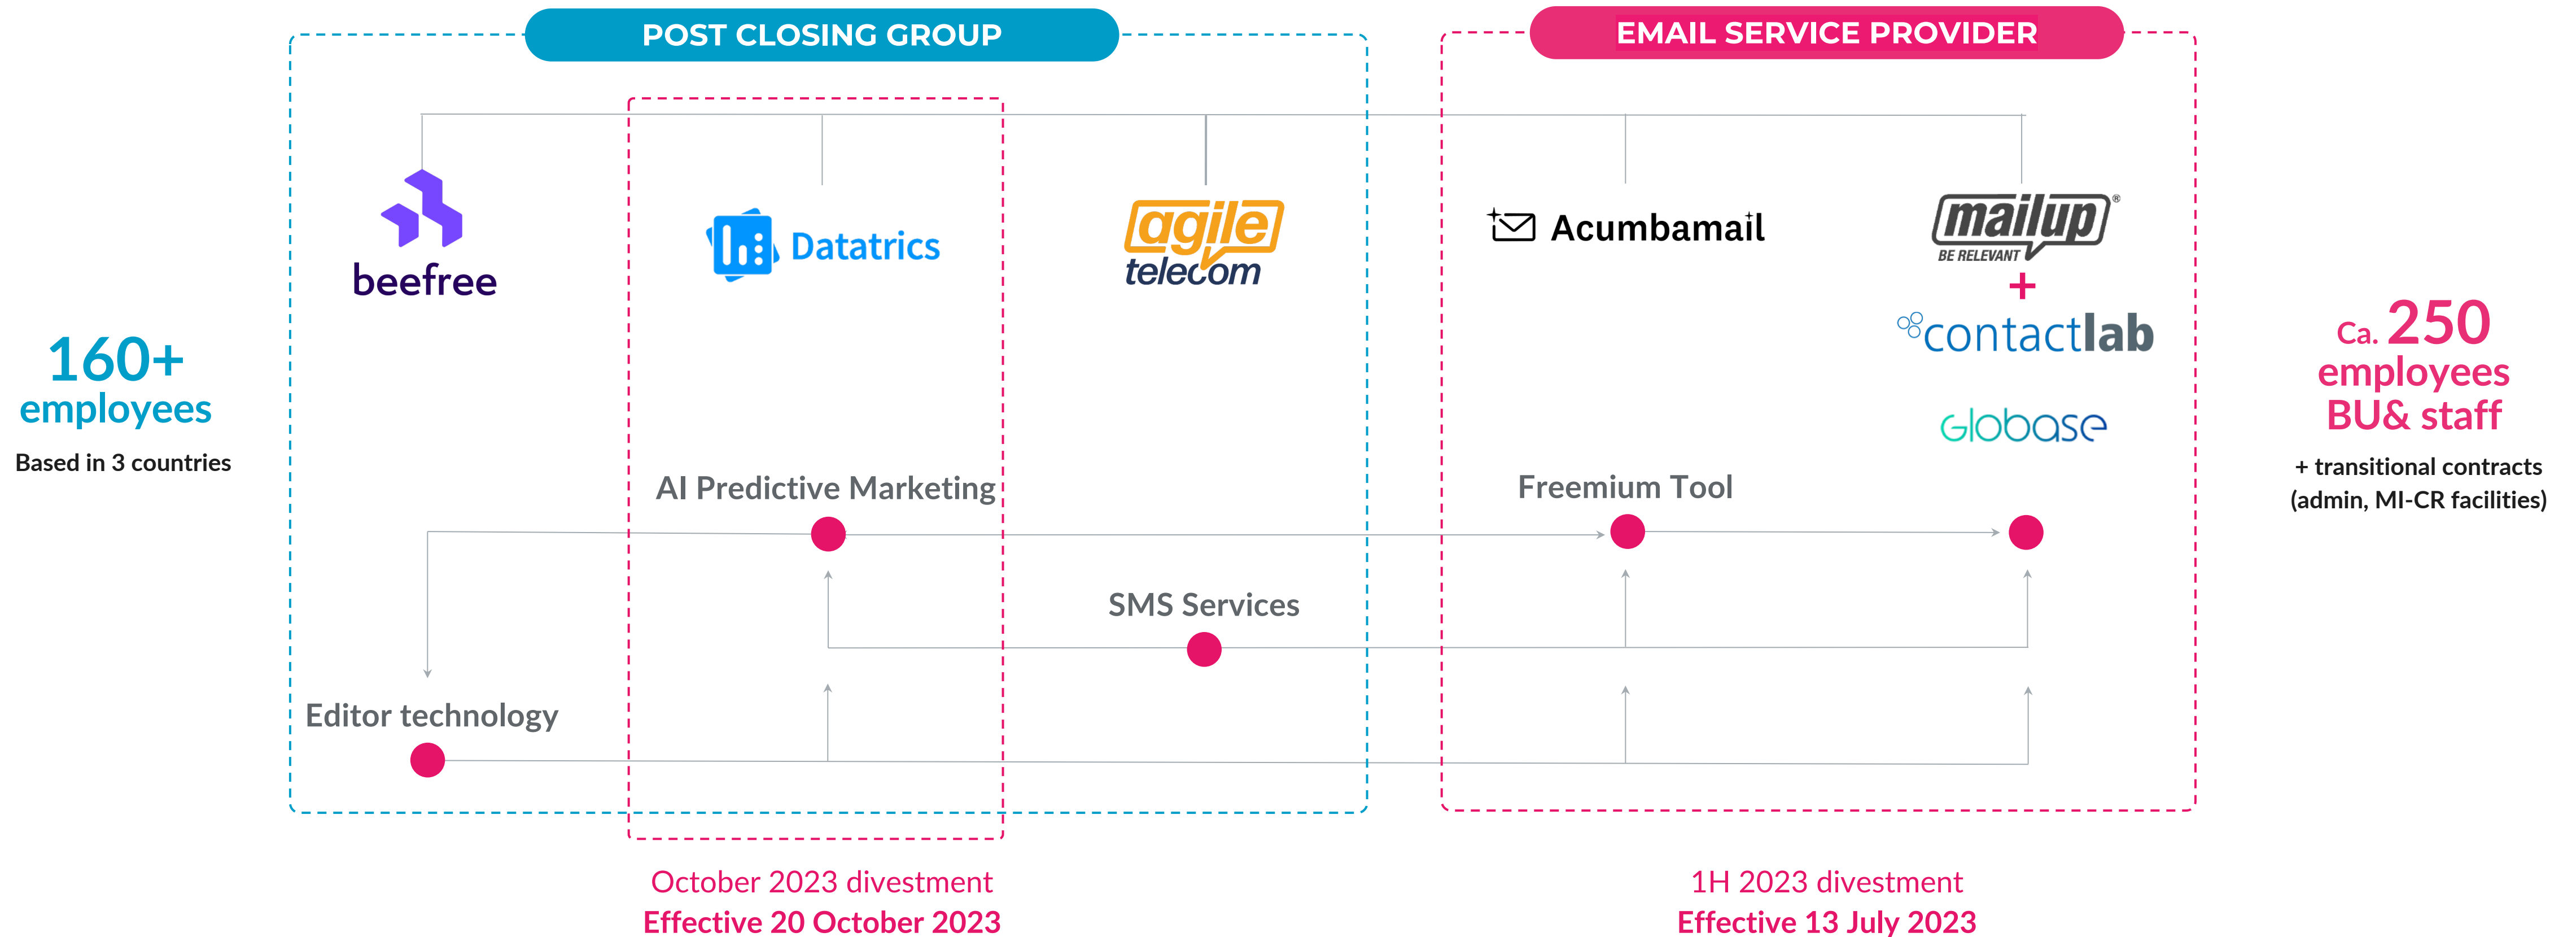 POST CLOSING GROUP
EMAIL SERVICE PROVIDER
beefree
Datatrics
agile
telecom
Acumbamail
mailup®
BE RELEVANT
+
contactlab
Globase
160+
employees
Based in 3 countries
Ca. 250
employees
BU& staff
+ transitional contracts
(admin, MI-CR facilities)
AI Predictive Marketing
Freemium Tool
SMS Services
Editor technology
October 2023 divestment
Effective 20 October 2023
1H 2023 divestment
Effective 13 July 2023